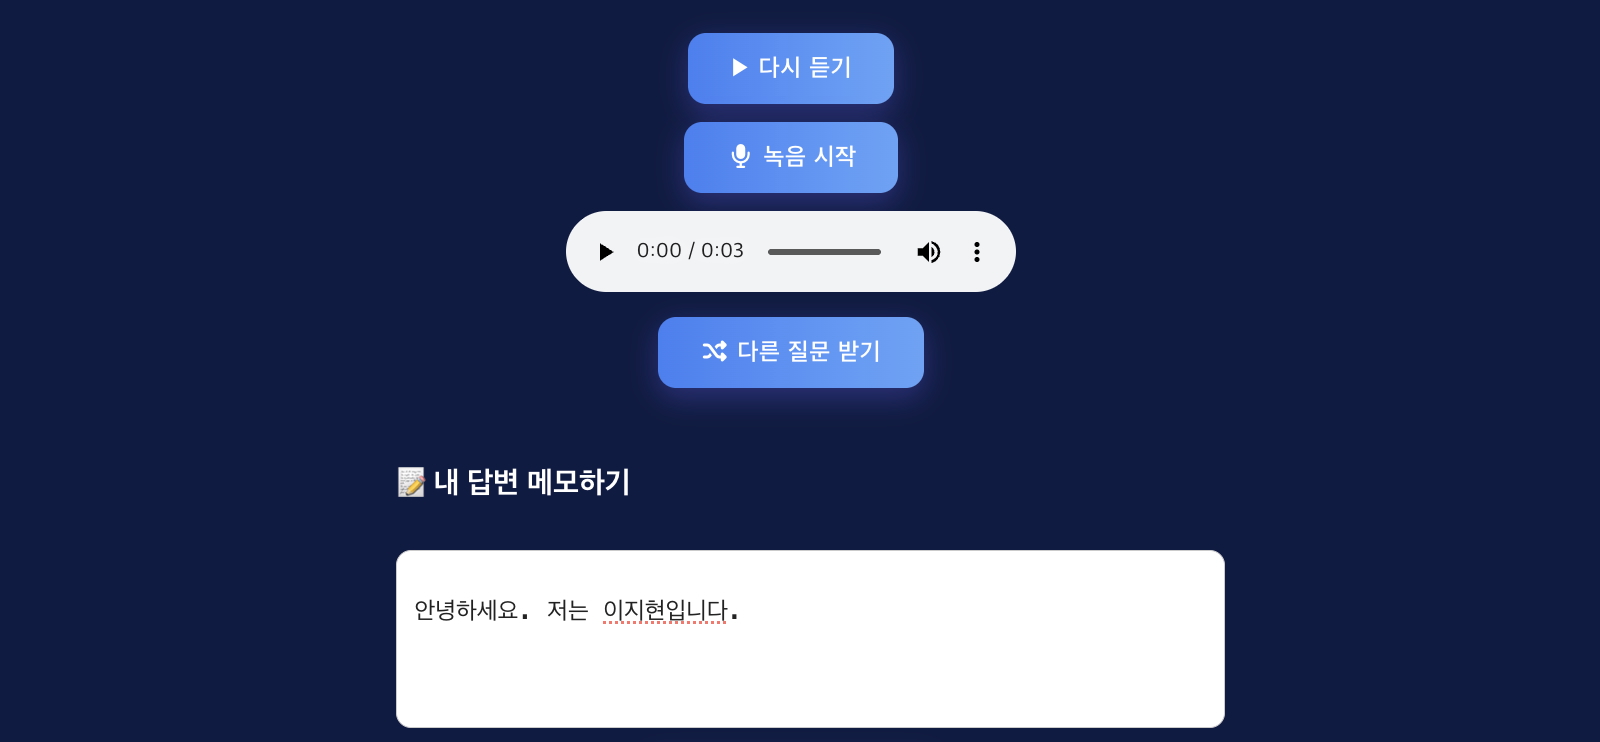 다시 듣기
녹음 시작
0:00 / 0:03
다른 질문 받기
내 답변 메모하기
안녕하세요. 저는 이지현입니다.